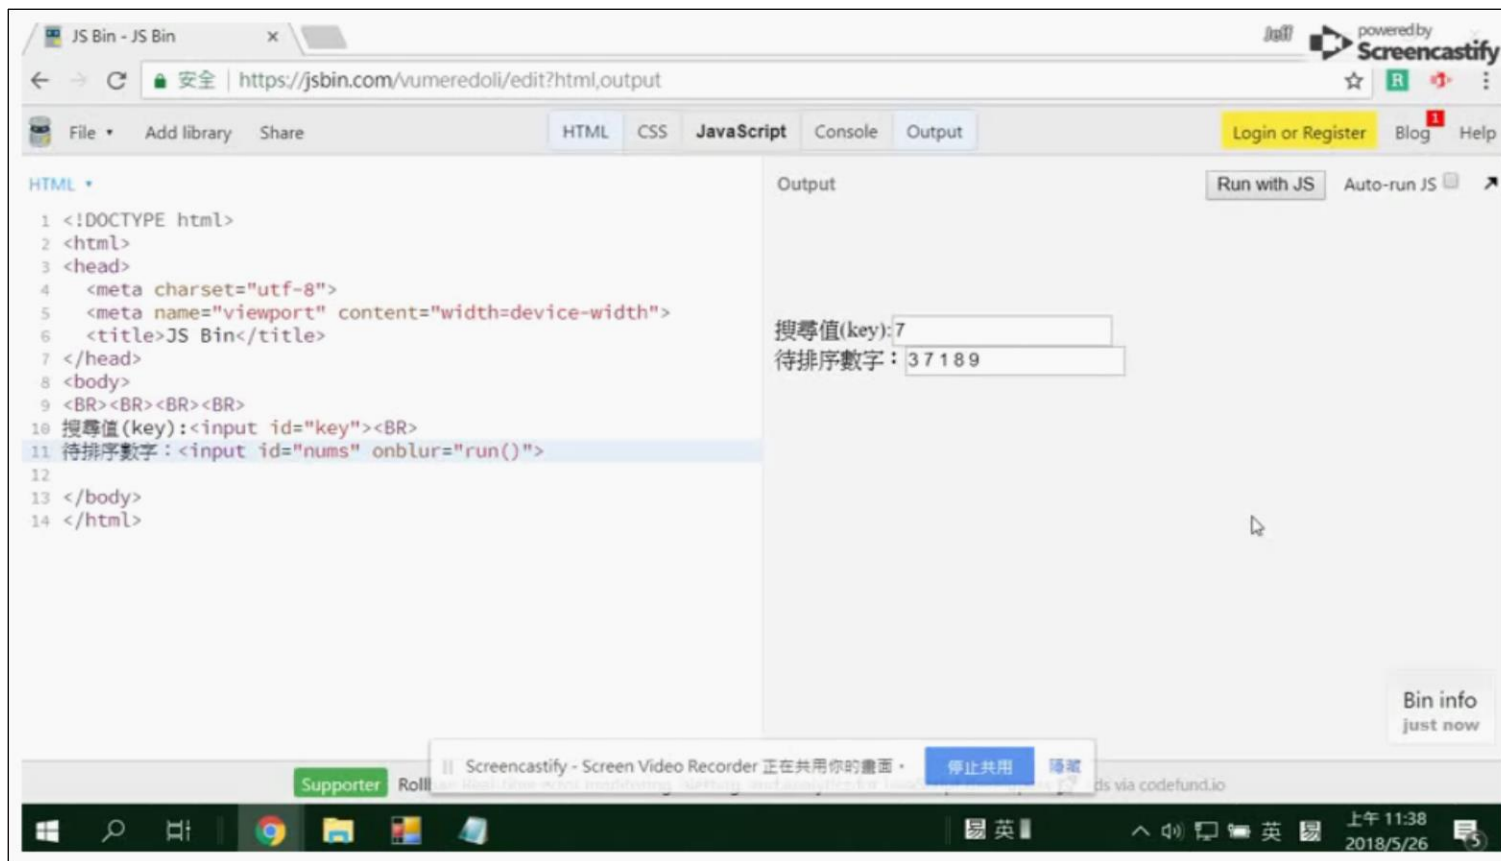 JS Bin - JS Bin
Jeff
powered by
Screencastify
安全 https://jsbin.com/vumeredoli/edit?html,output
R
File Add library Share HTML CSS JavaScript Console Output Login or Register Blog 1 Help
HTML
Output Run with JS Auto-run JS
1 <!DOCTYPE html>
2 <html>
3 <head>
4 <meta charset="utf-8">
5 <meta name="viewport" content="width=device-width">
6 <title>JS Bin</title>
7 </head>
8 <body>
9 <BR><BR><BR><BR>
10 搜尋值(key):<input id="key"><BR>
11 待排序數字：<input id="nums" onblur="run()">
12
13 </body>
14 </html>
搜尋值(key):7
待排序數字：3 7 1 8 9
Bin info
just now
Screencastify - Screen Video Recorder 正在共用你的畫面。 停止共用 隱藏
Supporter ds via codefund.io
易 英 英 易 上午 11:38
2018/5/26 5